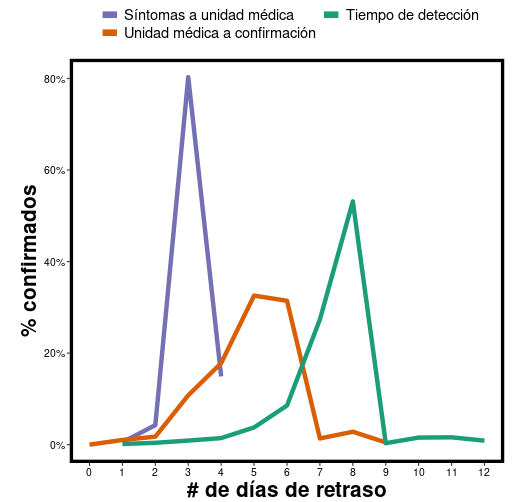 Síntomas a unidad médica
Tiempo de detección
Unidad médica a confirmación
80%
60%
40%
20%
0%
% confirmados
0 1 2 3 4 5 6 7 8 9 10 11 12
# de días de retraso